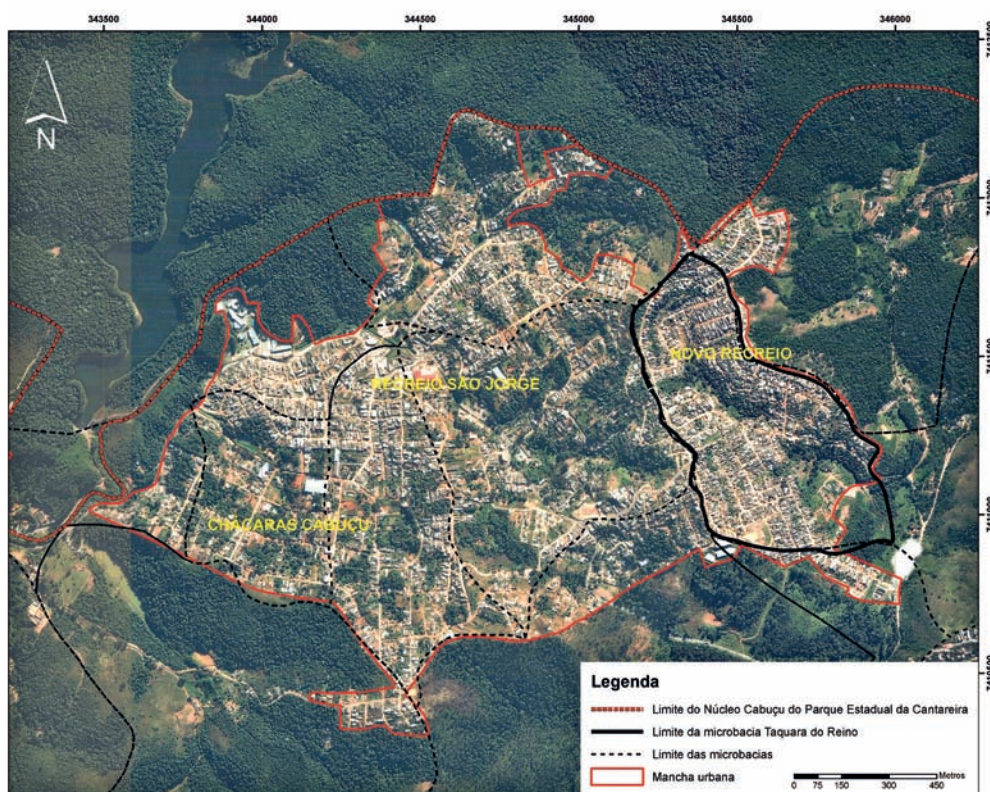 343500 344000 344500 345000 345500 346000
N
NOVO RECREIO
RECREIO SÃO JORGE
CHÁCARAS CABUÇU
7413000
7411500
Legenda
Limite do Núcleo Cabuçu do Parque Estadual da Cantareira
Limite da microbacia Taquara do Reino
Limite das microbacias
Mancha urbana
Metros
0 75 150 300 450